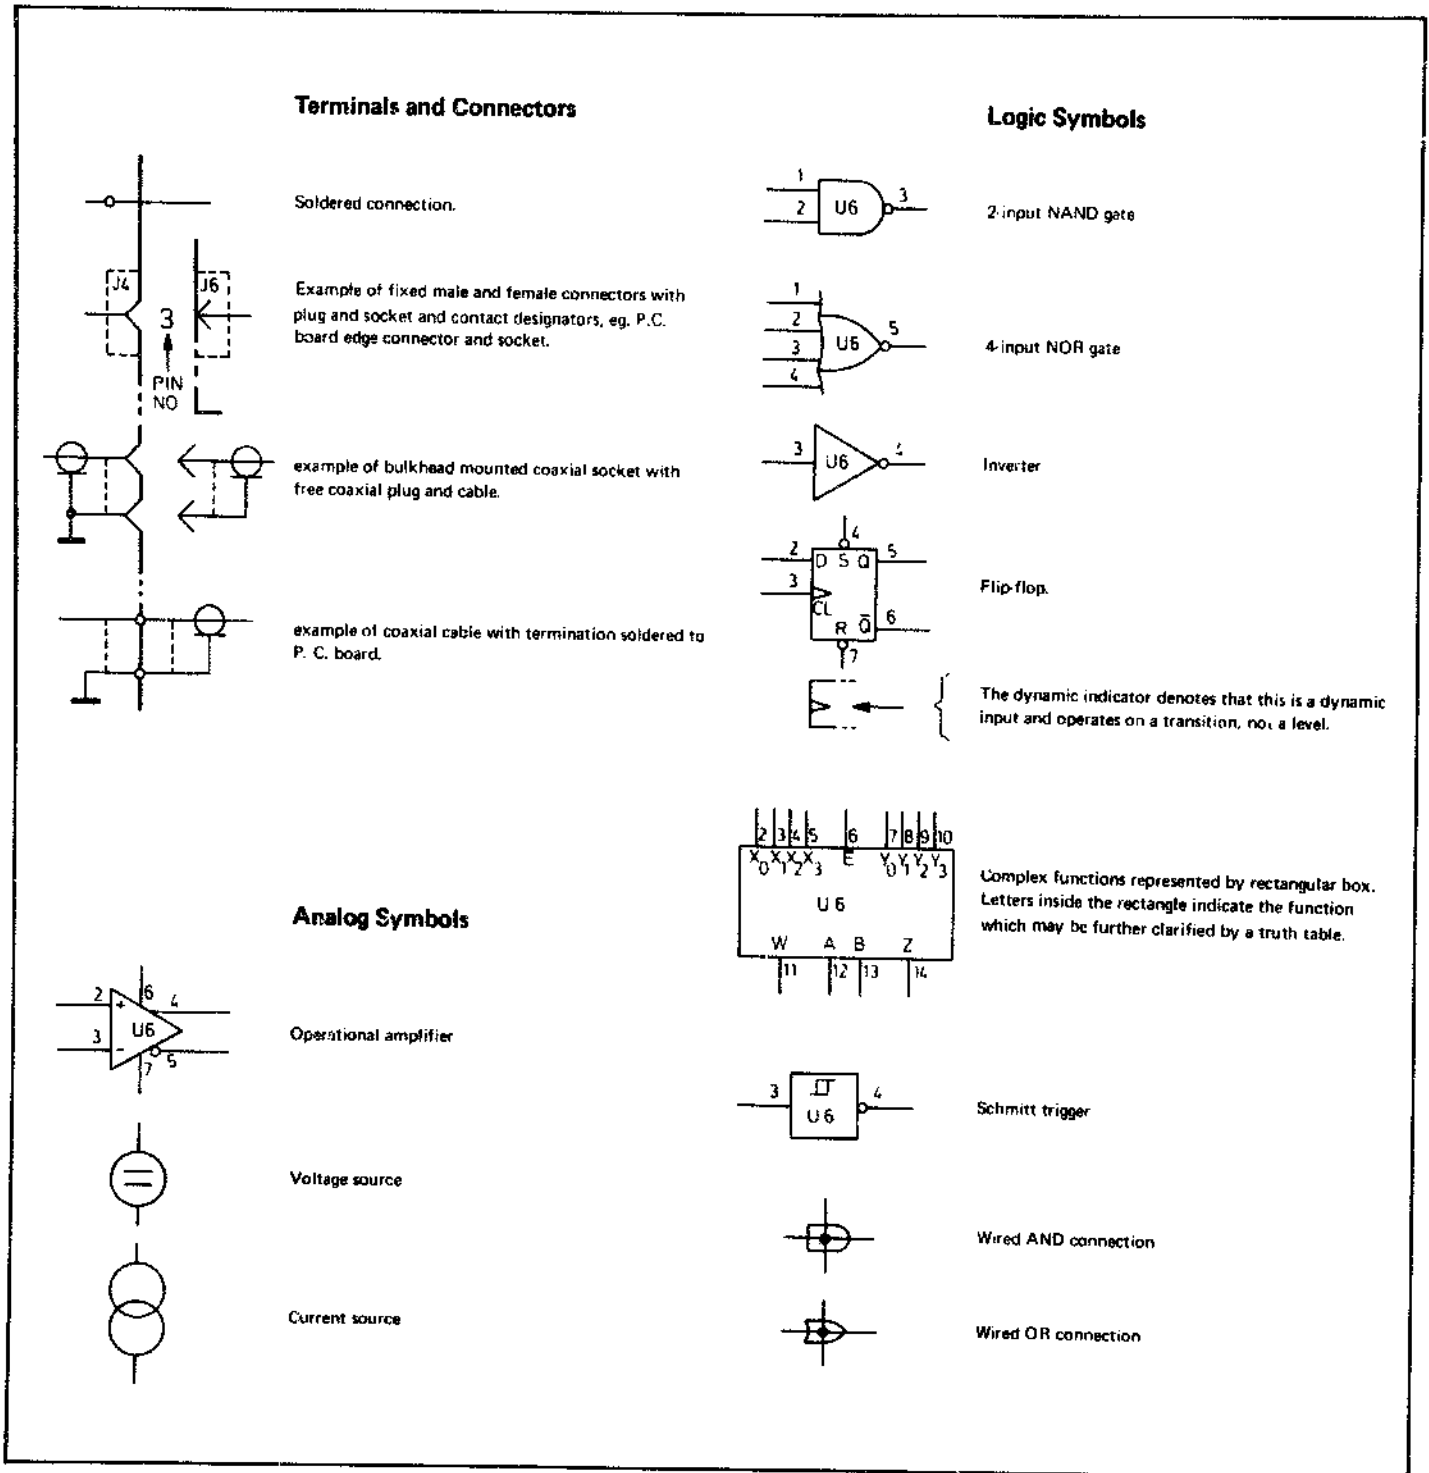 Terminals and Connectors
Soldered connection.
J4
J6
3
PIN
NO
Example of fixed male and female connectors with
plug and socket and contact designators, eg. P.C.
board edge connector and socket.
example of bulkhead mounted coaxial socket with
free coaxial plug and cable.
example of coaxial cable with termination soldered to
P. C. board.
Analog Symbols
2
3
+
-
U6
6
4
7
5
Operational amplifier
Voltage source
Current source
Logic Symbols
1
2
U6
3
2-input NAND gate
1
2
3
4
U6
5
4-input NOR gate
3
U6
4
Inverter
4
2
D S Q
5
3
CL
R Q̅
6
7
Flip-flop.
The dynamic indicator denotes that this is a dynamic
input and operates on a transition, not a level.
2 3 4 5 6 7 8 9 10
X0 X1 X2 X3 E̅ Y0 Y1 Y2 Y3
U6
W A B Z
11 12 13 14
Complex functions represented by rectangular box.
Letters inside the rectangle indicate the function
which may be further clarified by a truth table.
3
U6
4
Schmitt trigger
Wired AND connection
Wired OR connection